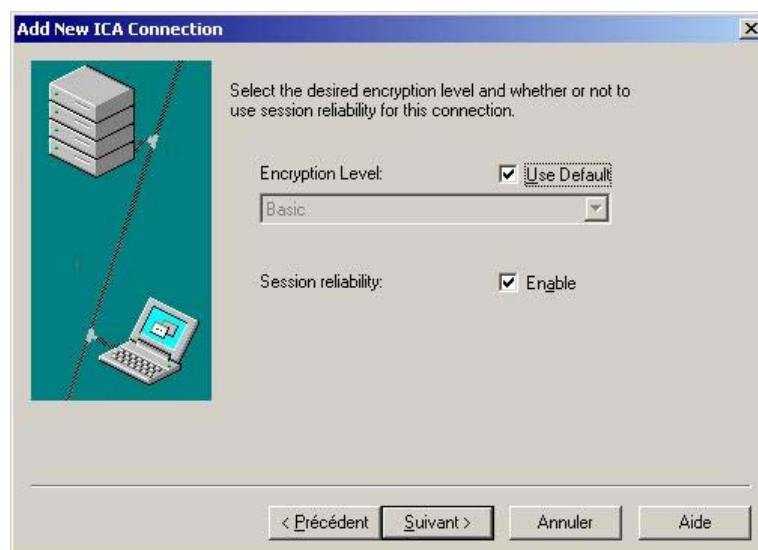 Add New ICA Connection
Select the desired encryption level and whether or not to
use session reliability for this connection.
Encryption Level:
Use Default
Basic
Session reliability:
Enable
< Précédent
Suivant >
Annuler
Aide